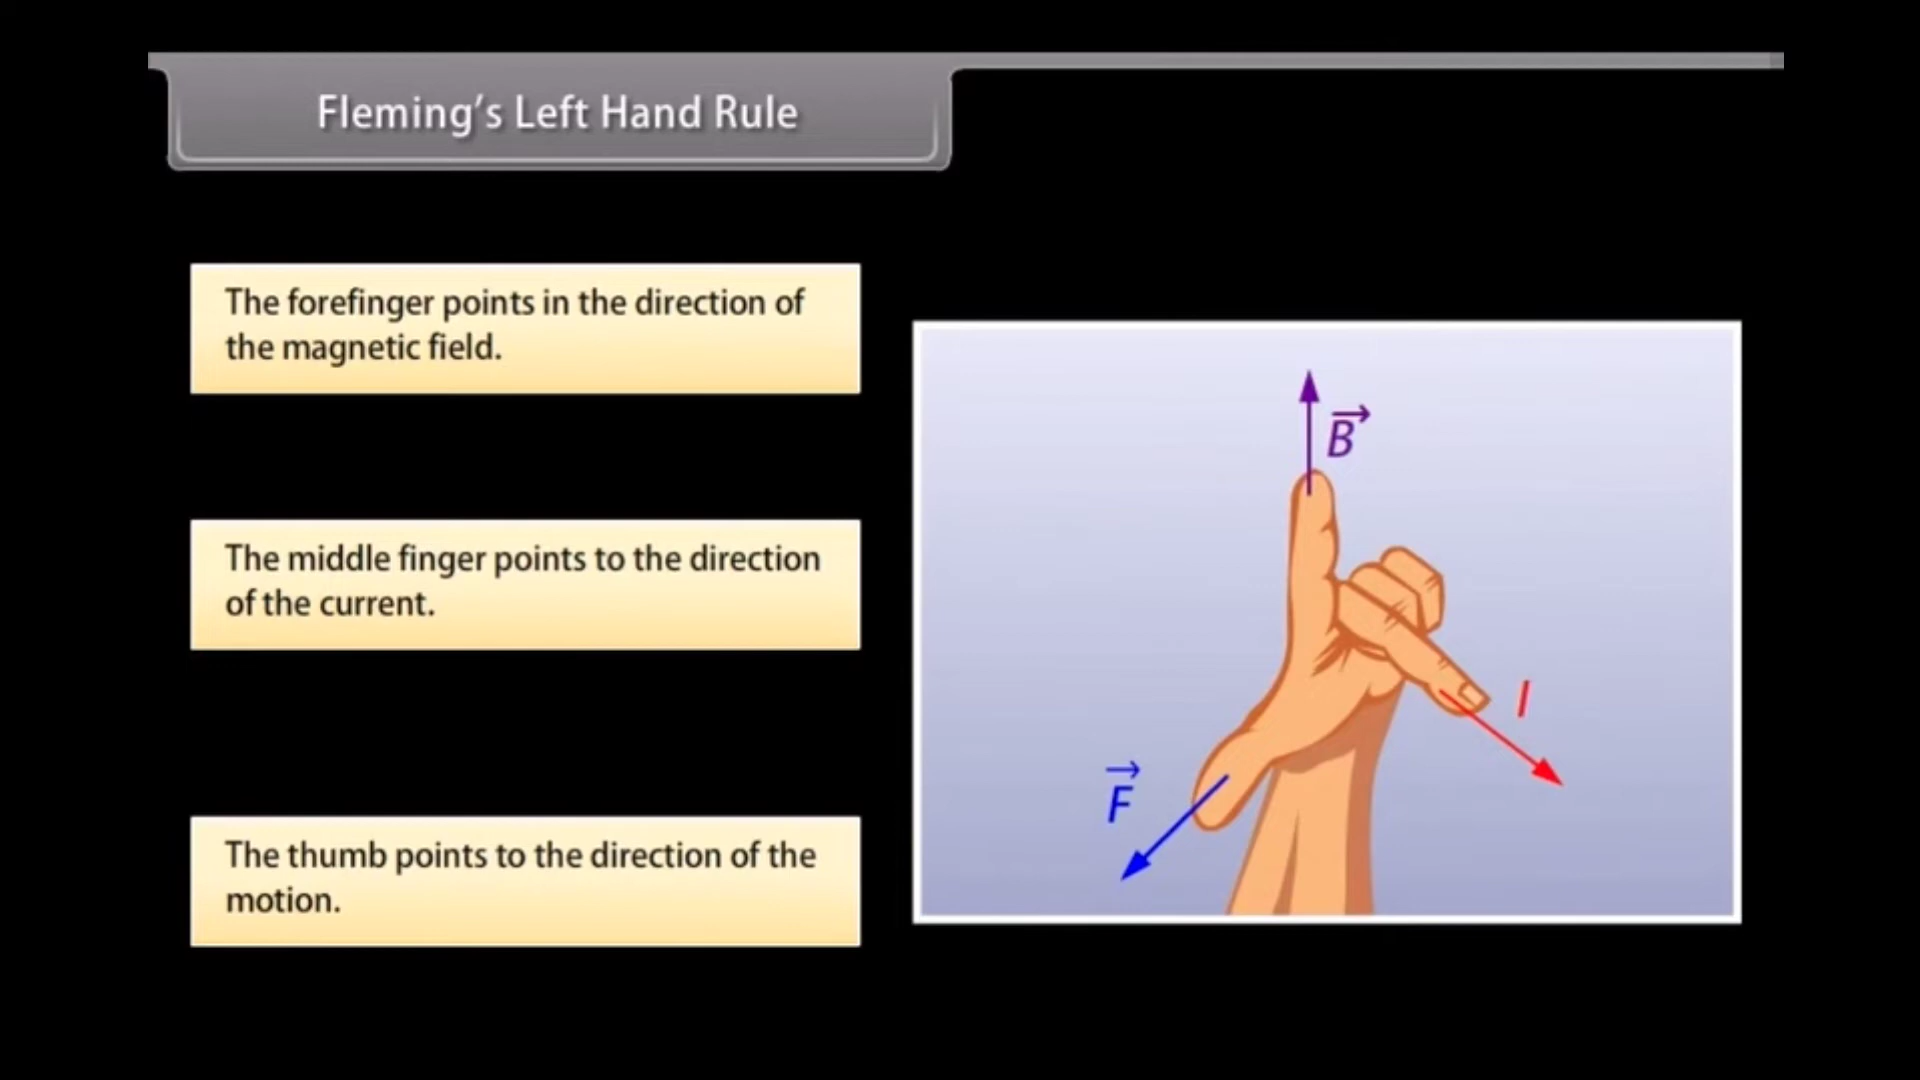 Fleming’s Left Hand Rule
The forefinger points in the direction of
the magnetic field.
The middle finger points to the direction
of the current.
The thumb points to the direction of the
motion.
B
I
F